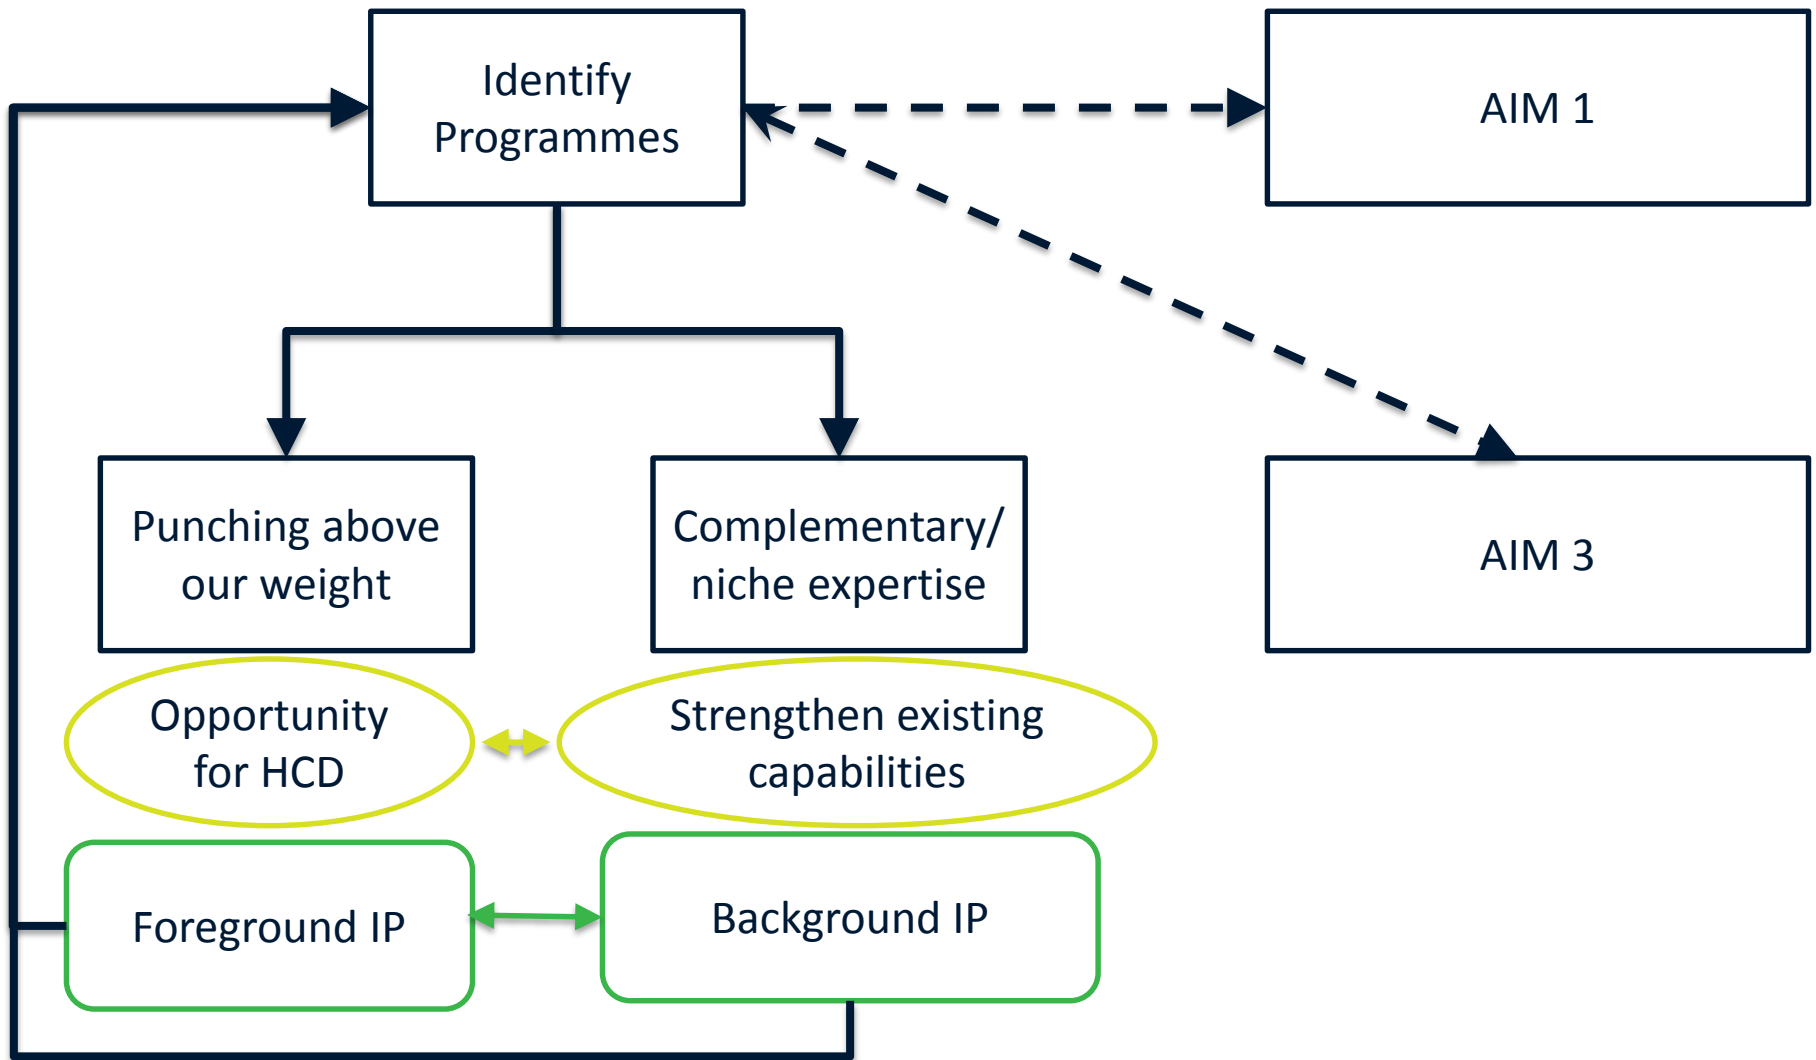 Identify
Programmes
AIM 1
Punching above
our weight
Complementary/
niche expertise
AIM 3
Opportunity
for HCD
Strengthen existing
capabilities
Foreground IP
Background IP